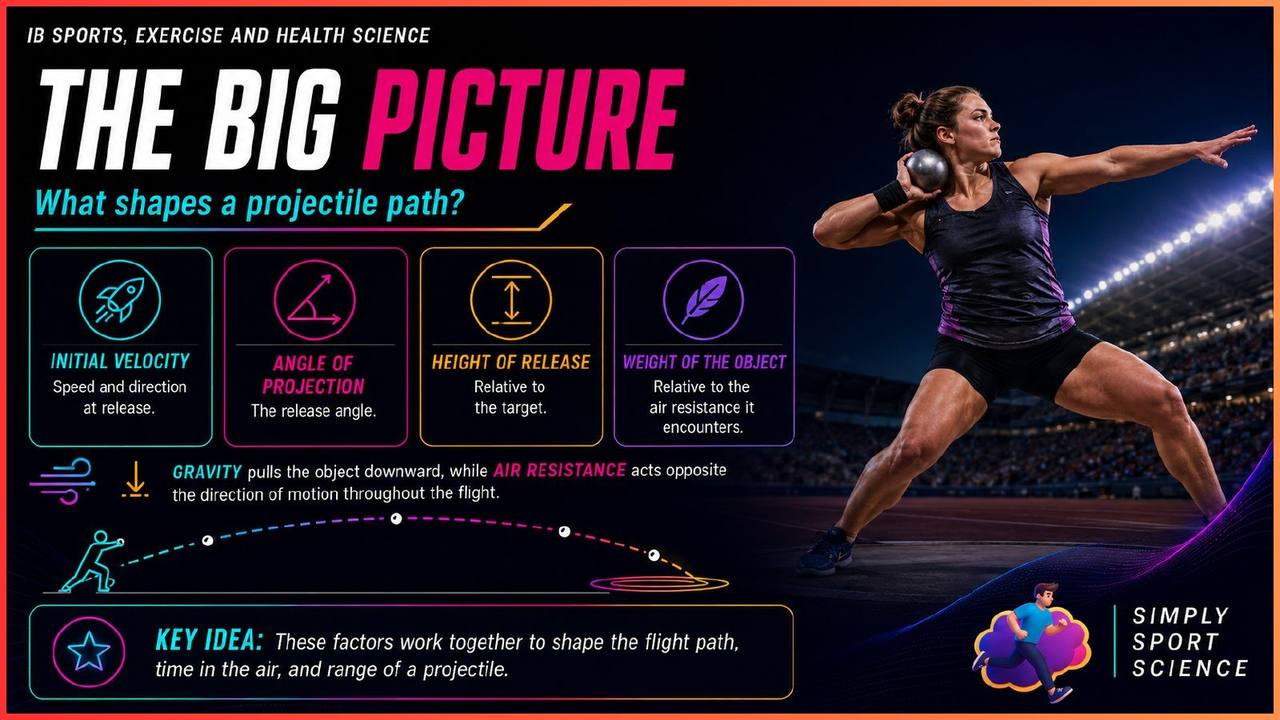 IB SPORTS, EXERCISE AND HEALTH SCIENCE
THE BIG PICTURE
What shapes a projectile path?
INITIAL VELOCITY
Speed and direction
at release.
ANGLE OF
PROJECTION
The release angle.
HEIGHT OF RELEASE
Relative to
the target.
WEIGHT OF THE OBJECT
Relative to the
air resistance it
encounters.
GRAVITY pulls the object downward, while AIR RESISTANCE acts opposite
the direction of motion throughout the flight.
KEY IDEA: These factors work together to shape the flight path,
time in the air, and range of a projectile.
SIMPLY
SPORT
SCIENCE